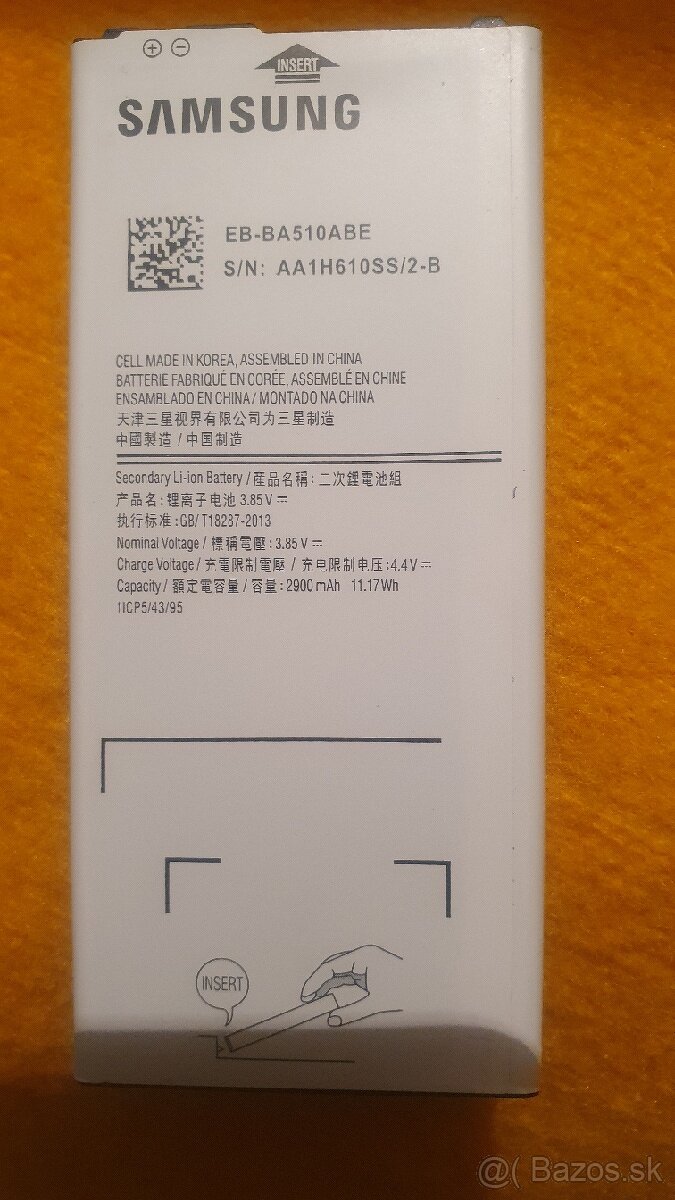 INSERT
SAMSUNG
EB-BA510ABE
S/N: AA1H610SS/2-B
CELL MADE IN KOREA, ASSEMBLED IN CHINA
BATTERIE FABRIQUÉ EN CORÉE, ASSEMBLÉ EN CHINE
ENSAMBLADO EN CHINA / MONTADO NA CHINA
天津三星视界有限公司为三星制造
中國製造 / 中国制造
Secondary Li-ion Battery / 産品名稱: 二次鋰電池組
产品名: 锂离子电池 3.85V ⎓
执行标准 :GB/T18287-2013
Nominal Voltage / 標稱電壓 : 3.85 V ⎓
Charge Voltage / 充電限制電壓 / 充电限制电压 : 4.4V ⎓
Capacity / 額定電容量 / 容量 : 2900 mAh 11.17Wh
1ICP5/43/95
INSERT
@( Bazos.sk